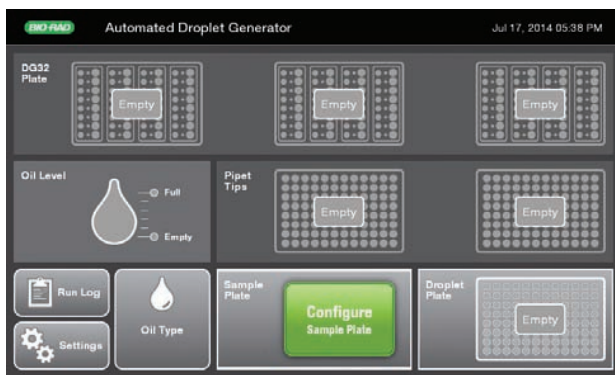 BIO-RAD Automated Droplet Generator Jul 17, 2014 05:38 PM
DG32
Plate
Empty
Empty
Empty
Oil Level
Full
Empty
Pipet
Tips
Empty
Empty
Run Log
Settings
Oil Type
Sample
Plate
Configure
Sample Plate
Droplet
Plate
Empty